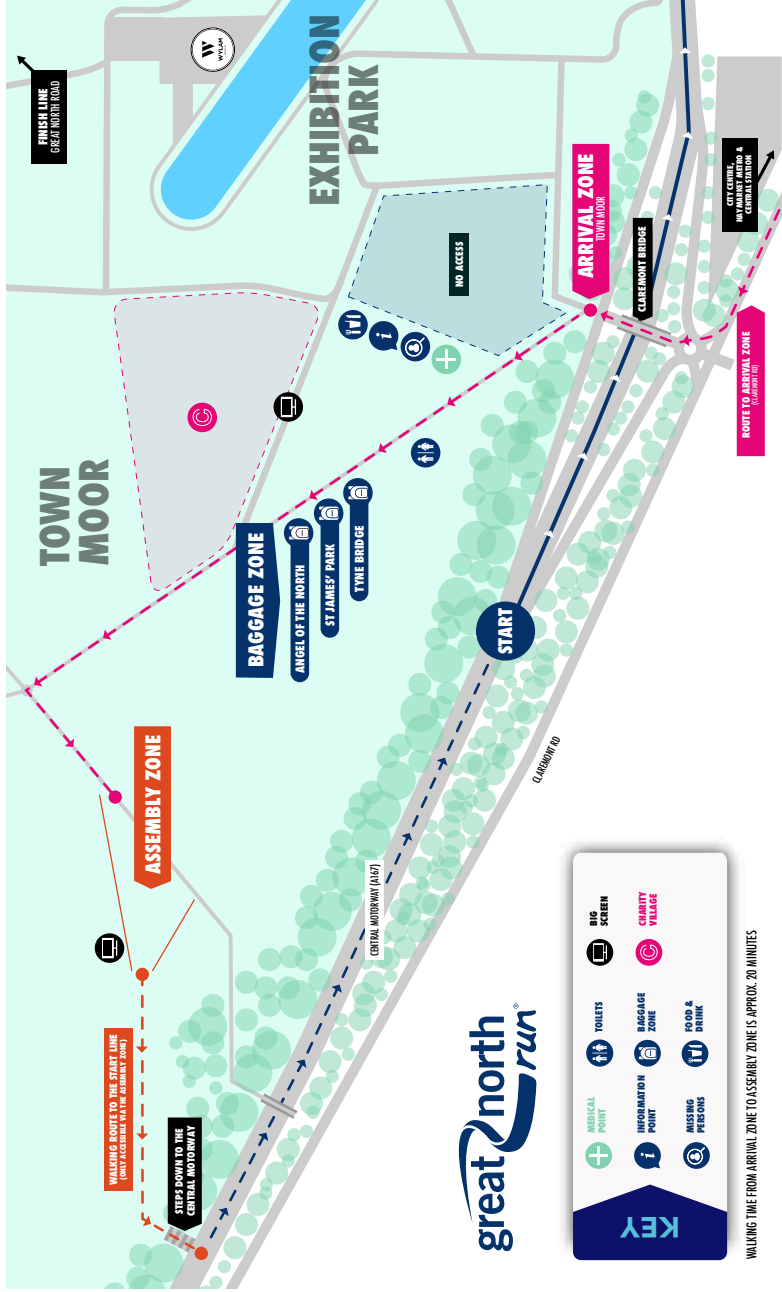 FINISH LINE
GREAT NORTH ROAD
W
WYLAM
EXHIBITION
PARK
TOWN
MOOR
C
NO ACCESS
ARRIVAL ZONE
TOWN MOOR
CLAREMONT BRIDGE
CITY CENTRE,
HAYMARKET METRO &
CENTRAL STATION
ROUTE TO ARRIVAL ZONE
(CLAREMONT RD)
i
BAGGAGE ZONE
ANGEL OF THE NORTH
ST JAMES' PARK
TYNE BRIDGE
START
ASSEMBLY ZONE
CLAREMONT RD
CENTRAL MOTORWAY (A167)
WALKING ROUTE TO THE START LINE
(ONLY ACCESSIBLE VIA THE ASSEMBLY ZONE)
STEPS DOWN TO THE
CENTRAL MOTORWAY
great north
run®
KEY
MEDICAL
POINT
TOILETS
BIG
SCREEN
i
INFORMATION
POINT
BAGGAGE
ZONE
C
CHARITY
VILLAGE
MISSING
PERSONS
FOOD &
DRINK
WALKING TIME FROM ARRIVAL ZONE TO ASSEMBLY ZONE IS APPROX. 20 MINUTES